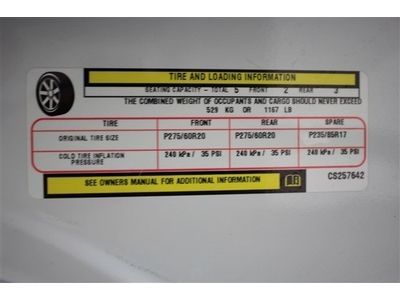 TIRE AND LOADING INFORMATION
SEATING CAPACITY - TOTAL 5 FRONT 2 REAR 3
THE COMBINED WEIGHT OF OCCUPANTS AND CARGO SHOULD NEVER EXCEED
529 KG OR 1167 LB
TIRE FRONT REAR SPARE
ORIGINAL TIRE SIZE P275/60R20 P275/60R20 P235/85R17
COLD TIRE INFLATION PRESSURE 240 kPa / 35 PSI 240 kPa / 35 PSI 240 kPa / 35 PSI
SEE OWNERS MANUAL FOR ADDITIONAL INFORMATION CS257642